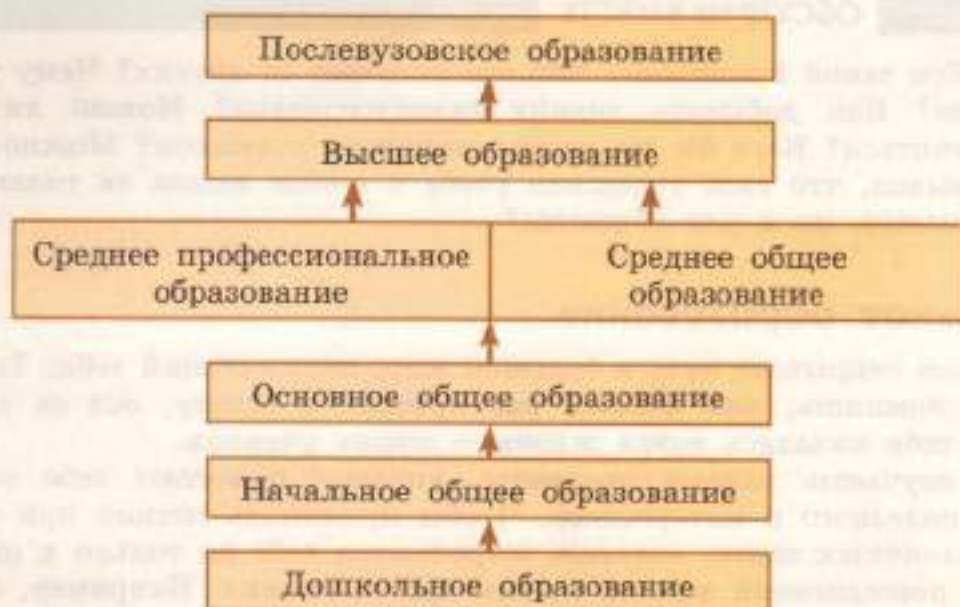 Послевузовское образование
Высшее образование
Среднее профессиональное
образование
Среднее общее
образование
Основное общее образование
Начальное общее образование
Дошкольное образование